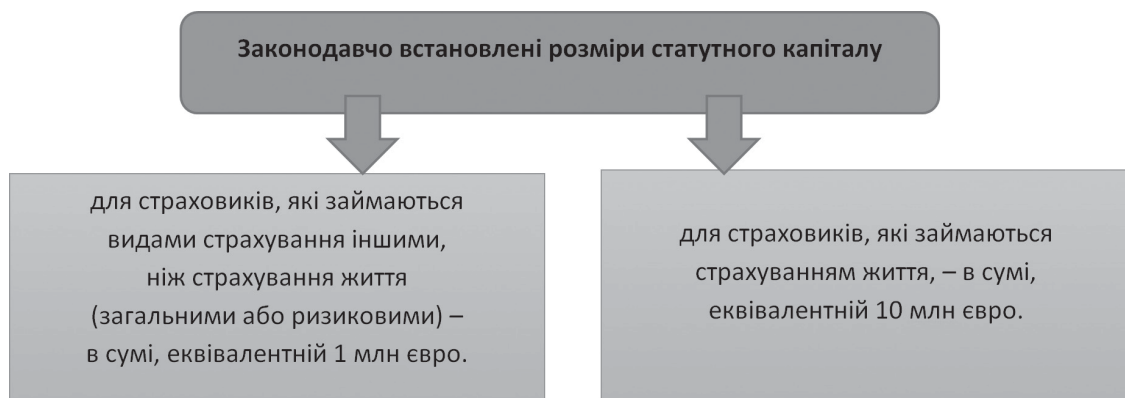 Законодавчо встановлені розміри статутного капіталу
для страховиків, які займаються
видами страхування іншими,
ніж страхування життя
(загальними або ризиковими) –
в сумі, еквівалентній 1 млн євро.
для страховиків, які займаються
страхуванням життя, – в сумі,
еквівалентній 10 млн євро.